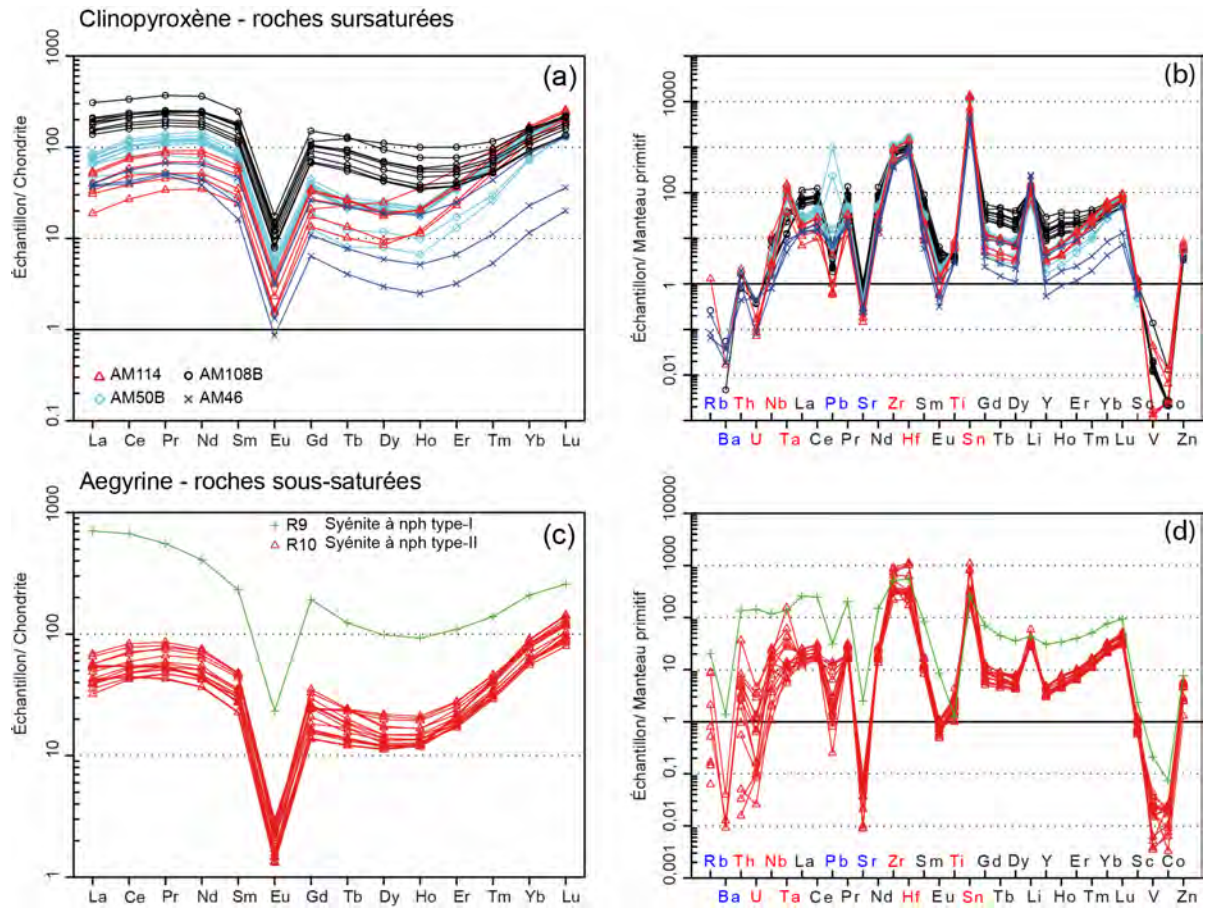 Clinopyroxène - roches sursaturées
(a)
Échantillon/ Chondrite
1000
100
10
1
0.1
AM114
AM108B
AM50B
AM46
La Ce Pr Nd Sm Eu Gd Tb Dy Ho Er Tm Yb Lu
(b)
Échantillon/ Manteau primitif
10000
1000
100
10
1
0,1
0,01
Rb Th Nb La Pb Sr Zr Sm Ti Gd Dy Y Er Yb Sc Co
Ba U Ta Ce Pr Nd Hf Eu Sn Tb Li Ho Tm Lu V Zn
Aegyrine - roches sous-saturées
(c)
Échantillon/ Chondrite
1000
100
10
1
R9 Syénite à nph type-I
R10 Syénite à nph type-II
La Ce Pr Nd Sm Eu Gd Tb Dy Ho Er Tm Yb Lu
(d)
Échantillon/ Manteau primitif
10000
1000
100
10
1
0,1
0,01
0,001
Rb Th Nb La Pb Sr Zr Sm Ti Gd Dy Y Er Yb Sc Co
Ba U Ta Ce Pr Nd Hf Eu Sn Tb Li Ho Tm Lu V Zn